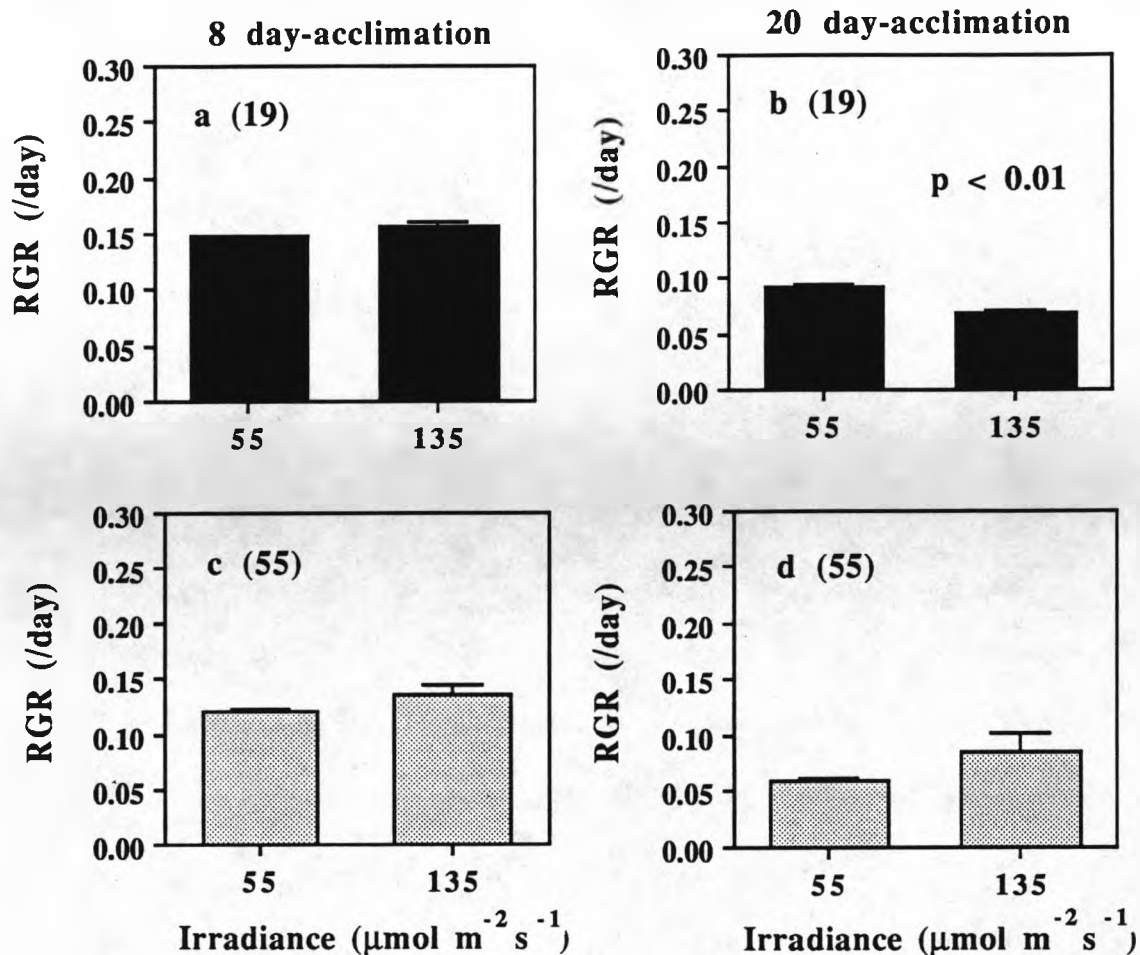 8 day-acclimation
20 day-acclimation
RGR (/day)
0.30
0.25
0.20
0.15
0.10
0.05
0.00
a (19)
55
135
RGR (/day)
0.30
0.25
0.20
0.15
0.10
0.05
0.00
b (19)
p < 0.01
55
135
RGR (/day)
0.30
0.25
0.20
0.15
0.10
0.05
0.00
c (55)
55
135
Irradiance (μmol m⁻² s⁻¹)
RGR (/day)
0.30
0.25
0.20
0.15
0.10
0.05
0.00
d (55)
55
135
Irradiance (μmol m⁻² s⁻¹)